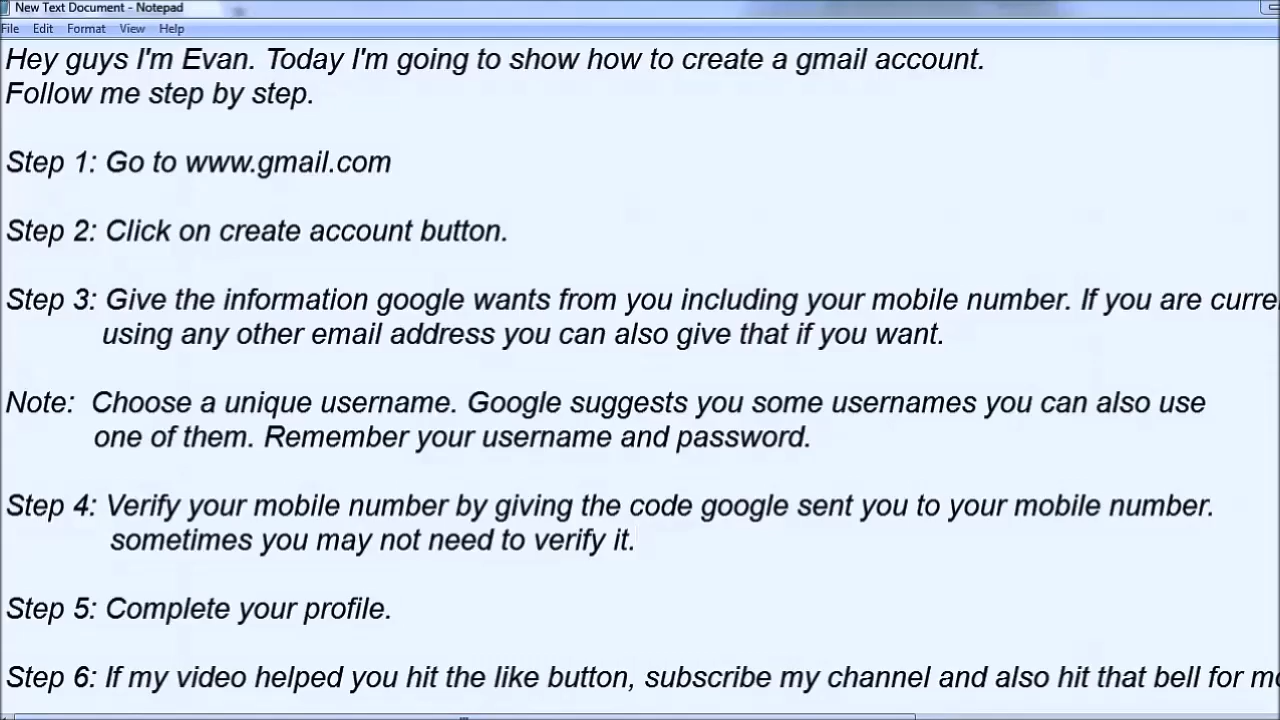 New Text Document - Notepad
File Edit Format View Help
Hey guys I'm Evan. Today I'm going to show how to create a gmail account.
Follow me step by step.
Step 1: Go to www.gmail.com
Step 2: Click on create account button.
Step 3: Give the information google wants from you including your mobile number. If you are curre
using any other email address you can also give that if you want.
Note: Choose a unique username. Google suggests you some usernames you can also use
one of them. Remember your username and password.
Step 4: Verify your mobile number by giving the code google sent you to your mobile number.
sometimes you may not need to verify it.
Step 5: Complete your profile.
Step 6: If my video helped you hit the like button, subscribe my channel and also hit that bell for mo